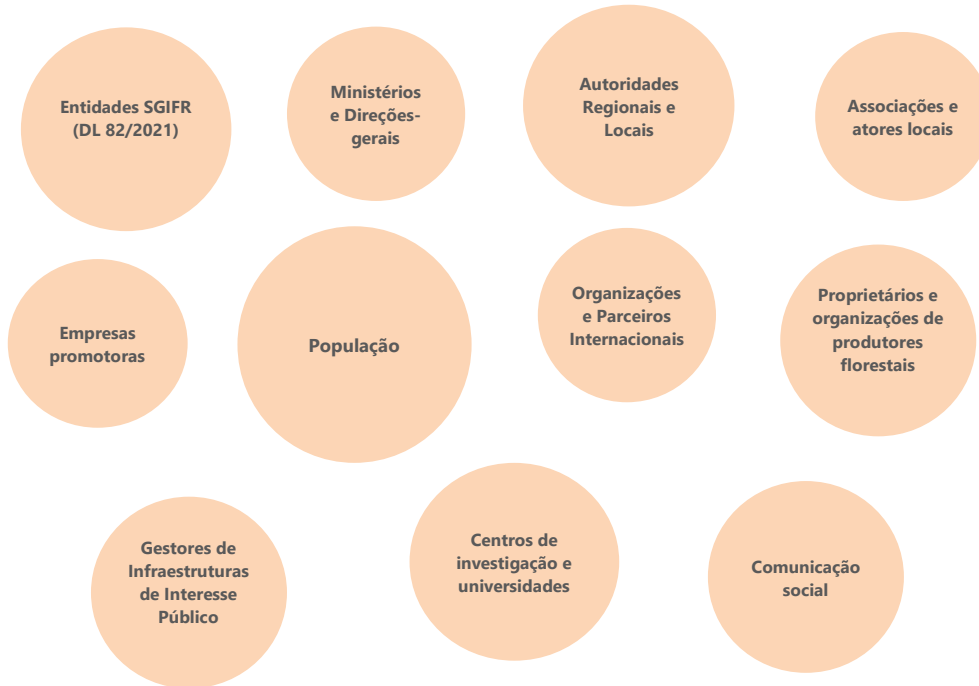 Entidades SGIFR
(DL 82/2021)
Ministérios
e Direções-
gerais
Autoridades
Regionais e
Locais
Associações e
atores locais
Empresas
promotoras
População
Organizações
e Parceiros
Internacionais
Proprietários e
organizações de
produtores
florestais
Gestores de
Infraestruturas
de Interesse
Público
Centros de
investigação e
universidades
Comunicação
social